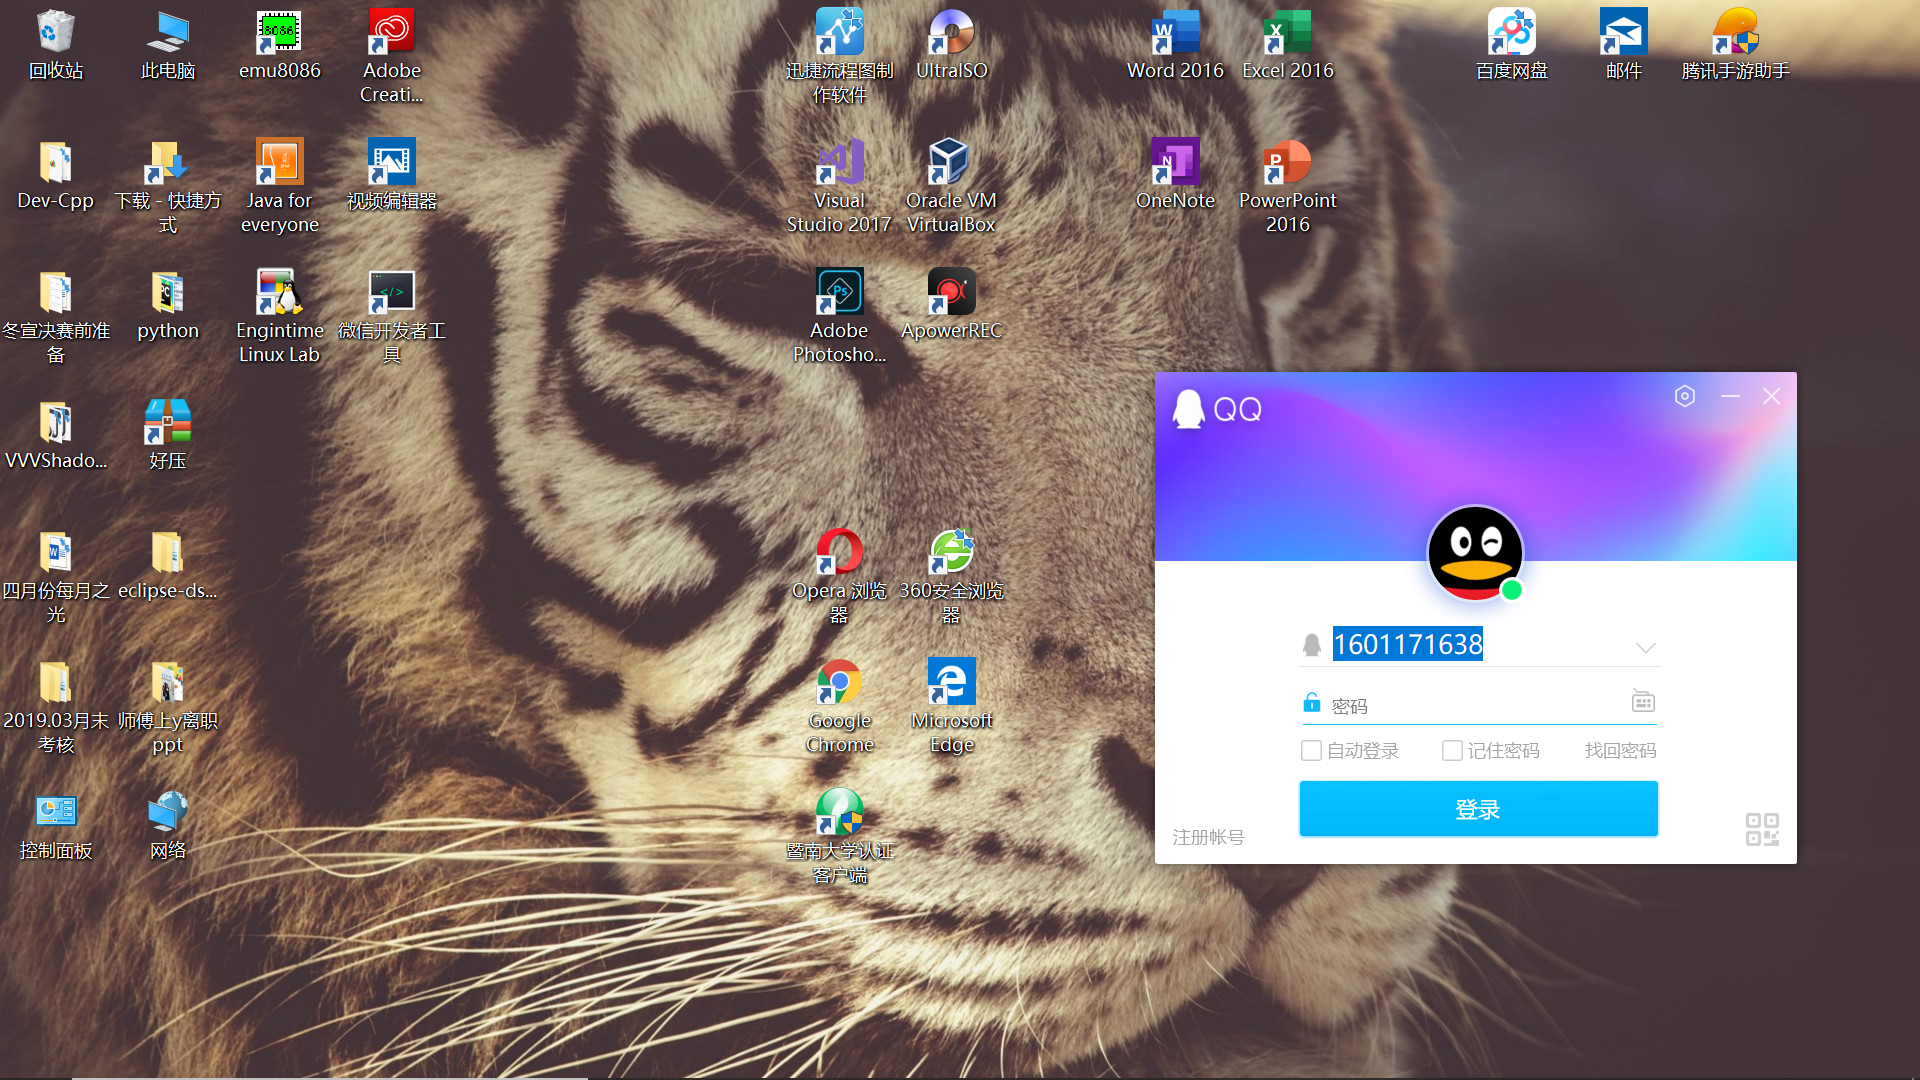 回收站
此电脑
emu8086
Adobe
Creati...
迅捷流程图制
作软件
UltraISO
Word 2016
Excel 2016
百度网盘
邮件
腾讯手游助手
Dev-Cpp
下载 - 快捷方
式
Java for
everyone
视频编辑器
Visual
Studio 2017
Oracle VM
VirtualBox
OneNote
PowerPoint
2016
冬宣决赛前准
备
python
Engintime
Linux Lab
微信开发者工
具
Adobe
Photosho...
ApowerREC
VVVShado...
好压
四月份每月之
光
eclipse-ds...
Opera 浏览
器
360安全浏览
器
2019.03月末
考核
师傅上y离职
ppt
Google
Chrome
Microsoft
Edge
控制面板
网络
暨南大学认证
客户端
QQ
1601171638
密码
自动登录
记住密码
找回密码
登录
注册帐号